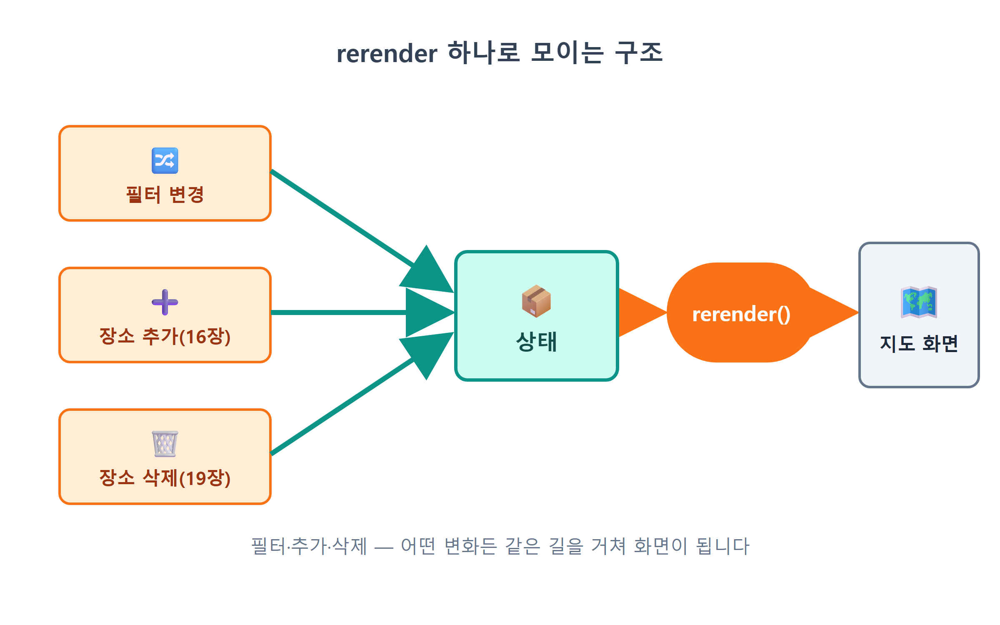 rerender 하나로 모이는 구조
필터 변경
장소 추가(16장)
장소 삭제(19장)
상태
rerender()
지도 화면
필터·추가·삭제 — 어떤 변화든 같은 길을 거쳐 화면이 됩니다